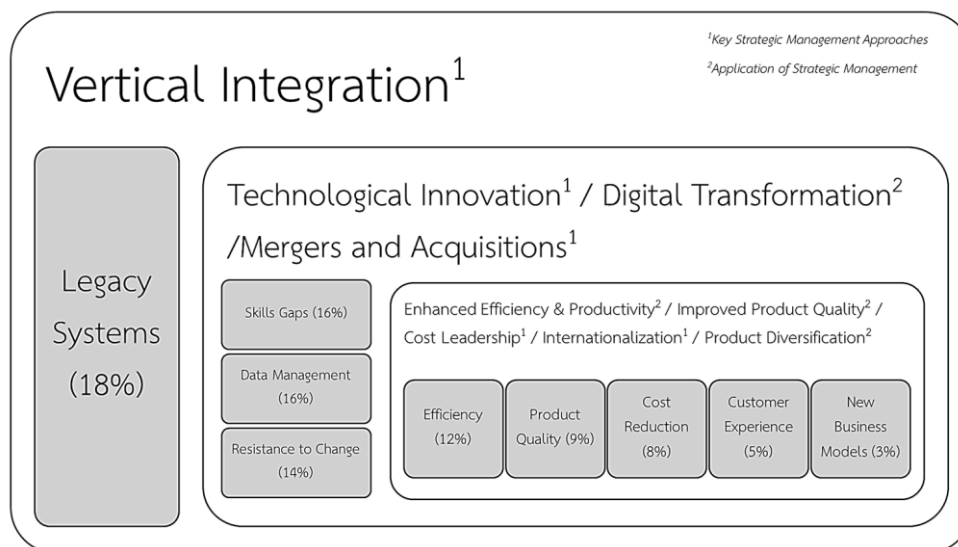 ¹Key Strategic Management Approaches
²Application of Strategic Management
Vertical Integration¹
Legacy
Systems
(18%)
Technological Innovation¹ / Digital Transformation²
/Mergers and Acquisitions¹
Skills Gaps (16%)
Data Management
(16%)
Resistance to Change
(14%)
Enhanced Efficiency & Productivity² / Improved Product Quality² /
Cost Leadership¹ / Internationalization¹ / Product Diversification²
Efficiency
(12%)
Product
Quality (9%)
Cost
Reduction
(8%)
Customer
Experience
(5%)
New
Business
Models (3%)